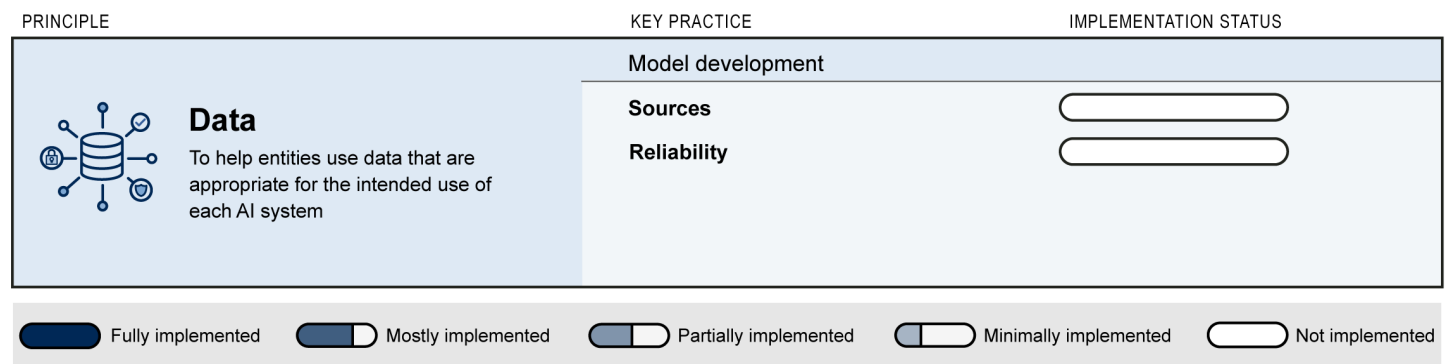 PRINCIPLE KEY PRACTICE IMPLEMENTATION STATUS
Model development
Data
To help entities use data that are
appropriate for the intended use of
each AI system
Sources
Reliability
Fully implemented Mostly implemented Partially implemented Minimally implemented Not implemented